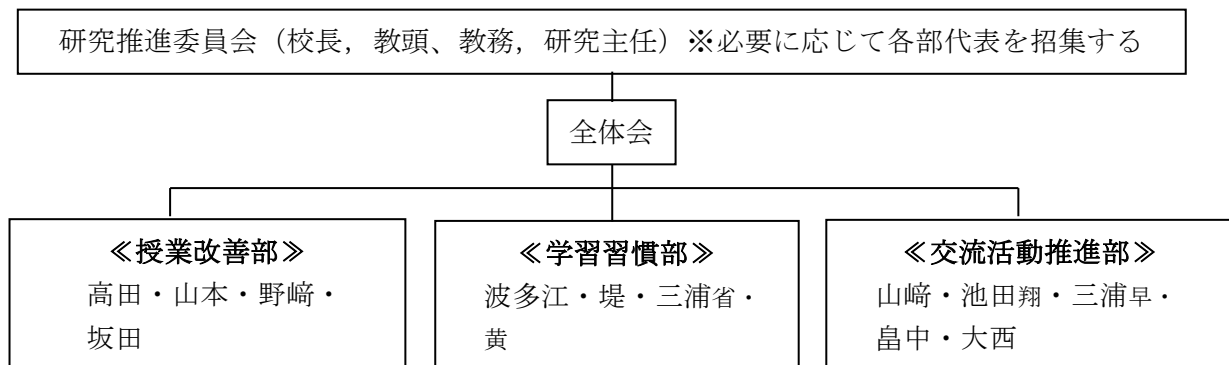 研究推進委員会（校長，教頭、教務，研究主任）※必要に応じて各部代表を招集する
全体会
≪授業改善部≫
高田・山本・野﨑・
坂田
≪学習習慣部≫
波多江・堤・三浦省・
黄
≪交流活動推進部≫
山﨑・池田翔・三浦早・
畠中・大西